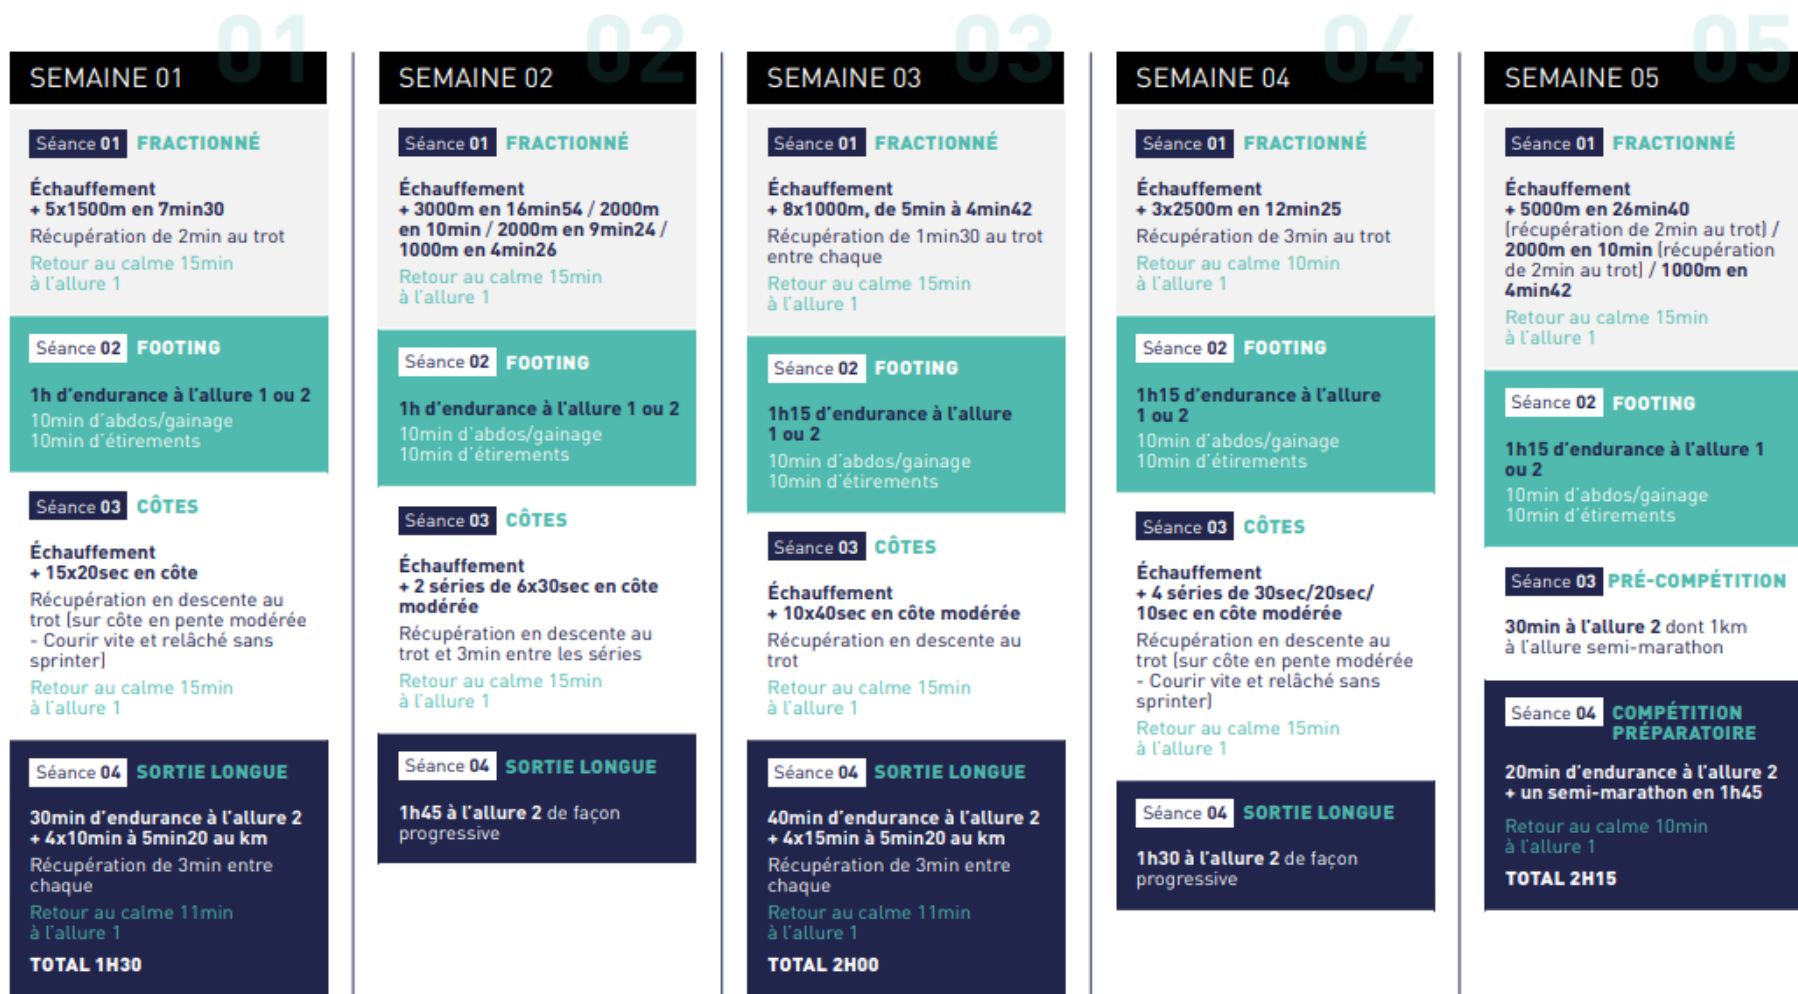 01
SEMAINE 01
Séance 01 FRACTIONNÉ
Échauffement
+ 5x1500m en 7min30
Récupération de 2min au trot
Retour au calme 15min
à l'allure 1
Séance 02 FOOTING
1h d'endurance à l'allure 1 ou 2
10min d'abdos/gainage
10min d'étirements
Séance 03 CÔTES
Échauffement
+ 15x20sec en côte
Récupération en descente au
trot (sur côte en pente modérée
- Courir vite et relâché sans
sprinter)
Retour au calme 15min
à l'allure 1
Séance 04 SORTIE LONGUE
30min d'endurance à l'allure 2
+ 4x10min à 5min20 au km
Récupération de 3min entre
chaque
Retour au calme 11min
à l'allure 1
TOTAL 1H30
02
SEMAINE 02
Séance 01 FRACTIONNÉ
Échauffement
+ 3000m en 16min54 / 2000m
en 10min / 2000m en 9min24 /
1000m en 4min26
Retour au calme 15min
à l'allure 1
Séance 02 FOOTING
1h d'endurance à l'allure 1 ou 2
10min d'abdos/gainage
10min d'étirements
Séance 03 CÔTES
Échauffement
+ 2 séries de 6x30sec en côte
modérée
Récupération en descente au
trot et 3min entre les séries
Retour au calme 15min
à l'allure 1
Séance 04 SORTIE LONGUE
1h45 à l'allure 2 de façon
progressive
03
SEMAINE 03
Séance 01 FRACTIONNÉ
Échauffement
+ 8x1000m, de 5min à 4min42
Récupération de 1min30 au trot
entre chaque
Retour au calme 15min
à l'allure 1
Séance 02 FOOTING
1h15 d'endurance à l'allure
1 ou 2
10min d'abdos/gainage
10min d'étirements
Séance 03 CÔTES
Échauffement
+ 10x40sec en côte modérée
Récupération en descente au
trot
Retour au calme 15min
à l'allure 1
Séance 04 SORTIE LONGUE
40min d'endurance à l'allure 2
+ 4x15min à 5min20 au km
Récupération de 3min entre
chaque
Retour au calme 11min
à l'allure 1
TOTAL 2H00
04
SEMAINE 04
Séance 01 FRACTIONNÉ
Échauffement
+ 3x2500m en 12min25
Récupération de 3min au trot
Retour au calme 10min
à l'allure 1
Séance 02 FOOTING
1h15 d'endurance à l'allure
1 ou 2
10min d'abdos/gainage
10min d'étirements
Séance 03 CÔTES
Échauffement
+ 4 séries de 30sec/20sec/
10sec en côte modérée
Récupération en descente au
trot (sur côte en pente modérée
- Courir vite et relâché sans
sprinter)
Retour au calme 15min
à l'allure 1
Séance 04 SORTIE LONGUE
1h30 à l'allure 2 de façon
progressive
05
SEMAINE 05
Séance 01 FRACTIONNÉ
Échauffement
+ 5000m en 26min40
(récupération de 2min au trot) /
2000m en 10min (récupération
de 2min au trot) / 1000m en
4min42
Retour au calme 15min
à l'allure 1
Séance 02 FOOTING
1h15 d'endurance à l'allure 1
ou 2
10min d'abdos/gainage
10min d'étirements
Séance 03 PRÉ-COMPÉTITION
30min à l'allure 2 dont 1km
à l'allure semi-marathon
Séance 04 COMPÉTITION
PRÉPARATOIRE
20min d'endurance à l'allure 2
+ un semi-marathon en 1h45
Retour au calme 10min
à l'allure 1
TOTAL 2H15